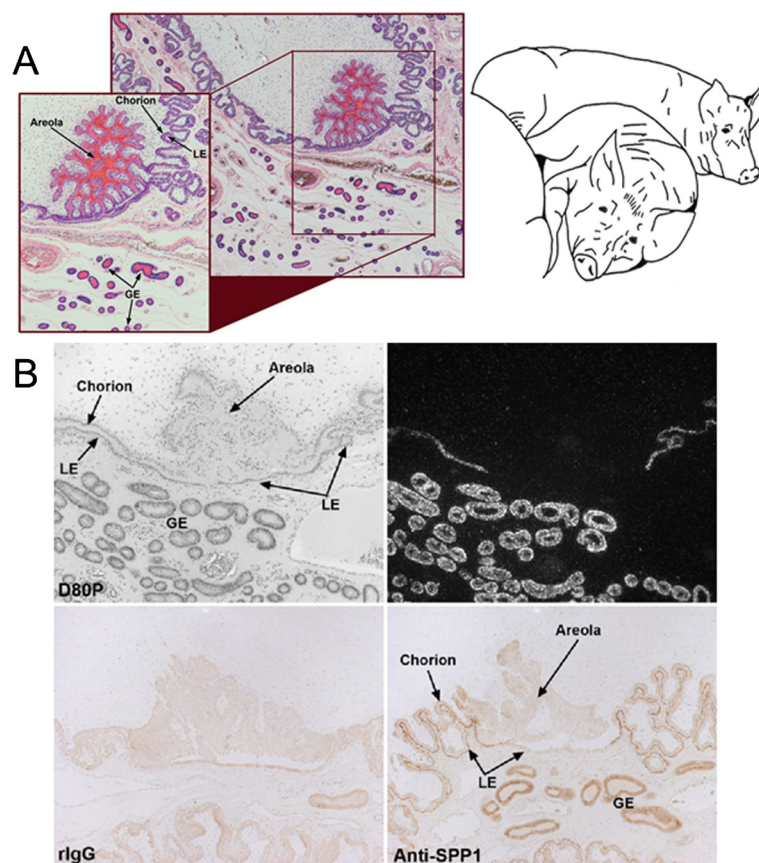 A
Chorion
Areola
LE
GE
B
Areola
Chorion
LE
LE
GE
D80P
Areola
Chorion
LE
GE
rIgG
Anti-SPP1